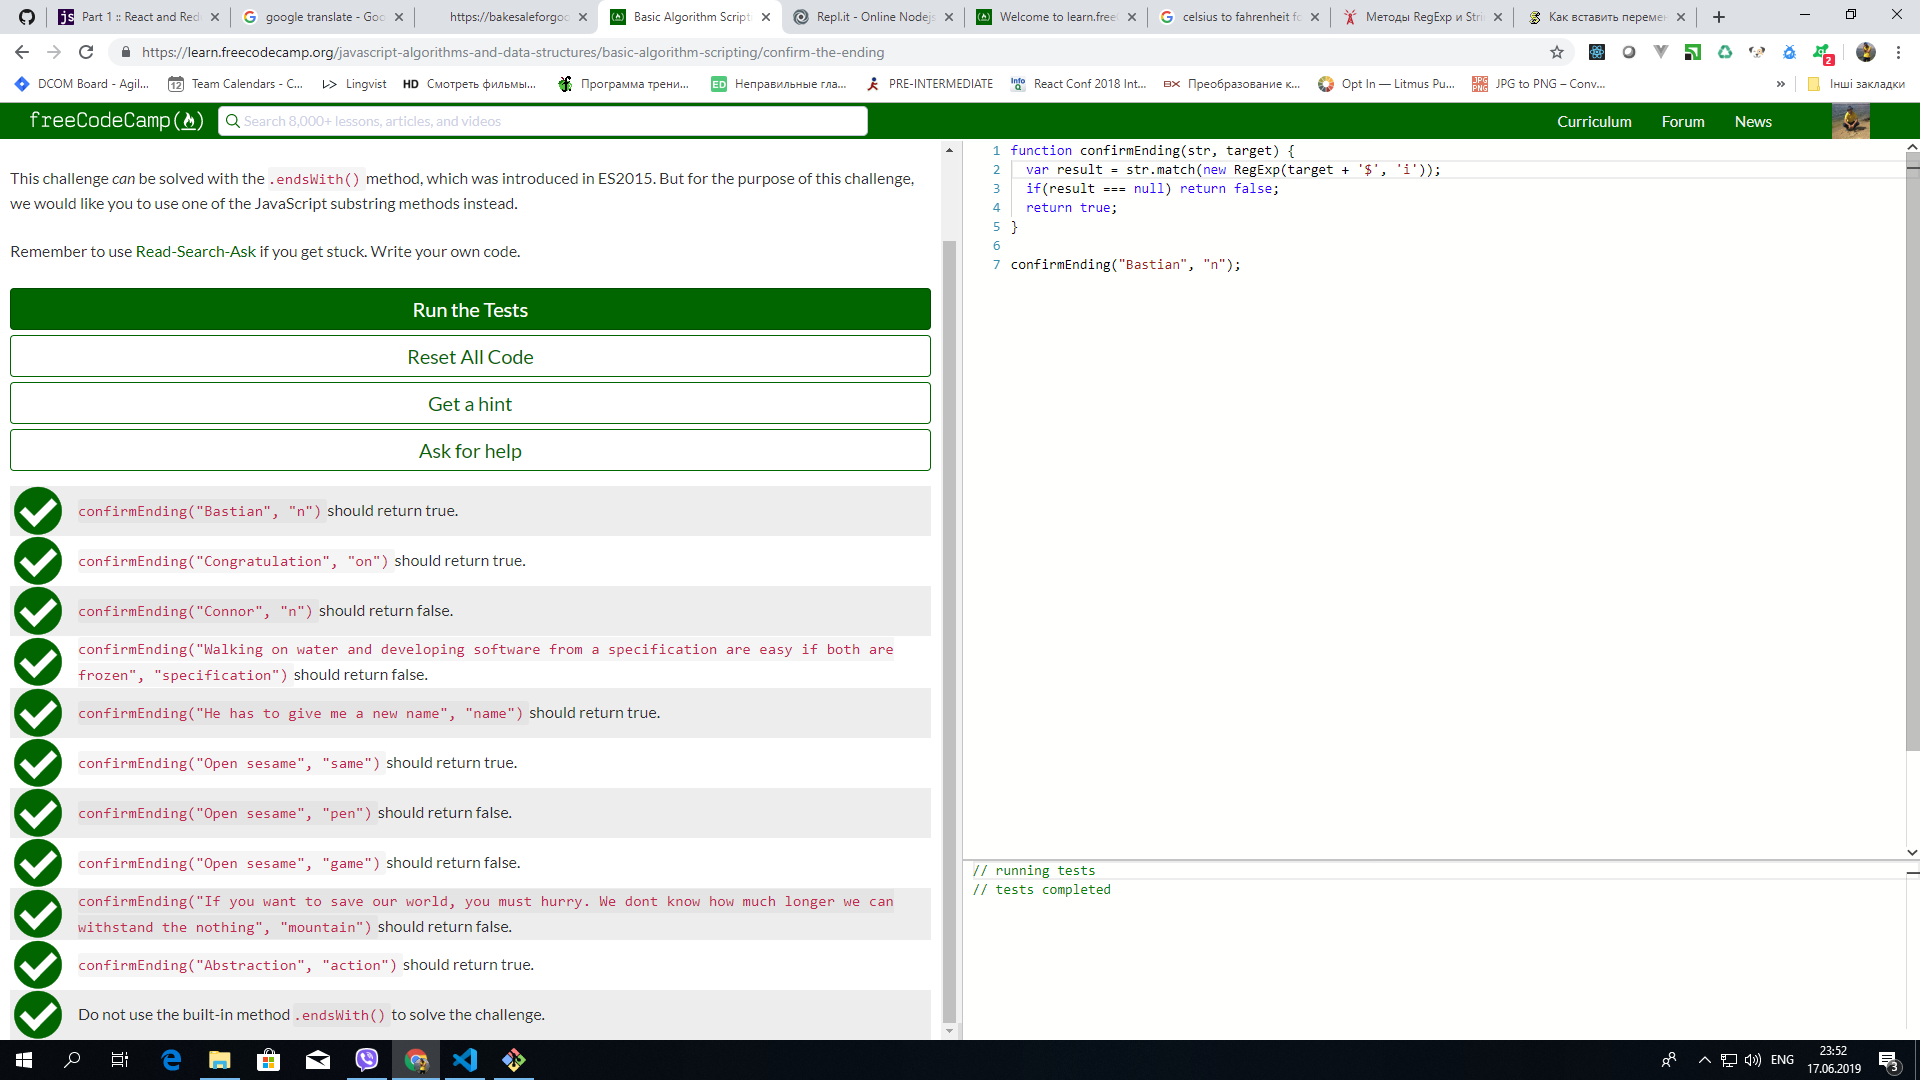 Part 1 :: React and Red
google translate - Goo
https://bakesaleforgoo
Basic Algorithm Scripti
Repl.it - Online Nodejs
Welcome to learn.free
celsius to fahrenheit fo
Методы RegExp и Stri
Как вставить перемен
https://learn.freecodecamp.org/javascript-algorithms-and-data-structures/basic-algorithm-scripting/confirm-the-ending
2
DCOM Board - Agil...
12 Team Calendars - C...
Lingvist
HD Смотреть фильмы...
Программа трени...
ED Неправильные гла...
PRE-INTERMEDIATE
React Conf 2018 Int...
Преобразование к...
Opt In — Litmus Pu...
JPG to PNG – Conv...
»
Інші закладки
freeCodeCamp
Search 8,000+ lessons, articles, and videos
Curriculum
Forum
News
This challenge can be solved with the .endsWith() method, which was introduced in ES2015. But for the purpose of this challenge,
we would like you to use one of the JavaScript substring methods instead.
Remember to use Read-Search-Ask if you get stuck. Write your own code.
Run the Tests
Reset All Code
Get a hint
Ask for help
confirmEnding("Bastian", "n") should return true.
confirmEnding("Congratulation", "on") should return true.
confirmEnding("Connor", "n") should return false.
confirmEnding("Walking on water and developing software from a specification are easy if both are
frozen", "specification") should return false.
confirmEnding("He has to give me a new name", "name") should return true.
confirmEnding("Open sesame", "same") should return true.
confirmEnding("Open sesame", "pen") should return false.
confirmEnding("Open sesame", "game") should return false.
confirmEnding("If you want to save our world, you must hurry. We dont know how much longer we can
withstand the nothing", "mountain") should return false.
confirmEnding("Abstraction", "action") should return true.
Do not use the built-in method .endsWith() to solve the challenge.
1 function confirmEnding(str, target) {
2 var result = str.match(new RegExp(target + '$', 'i'));
3 if(result === null) return false;
4 return true;
5 }
6
7 confirmEnding("Bastian", "n");
// running tests
// tests completed
ENG
23:52
17.06.2019
3